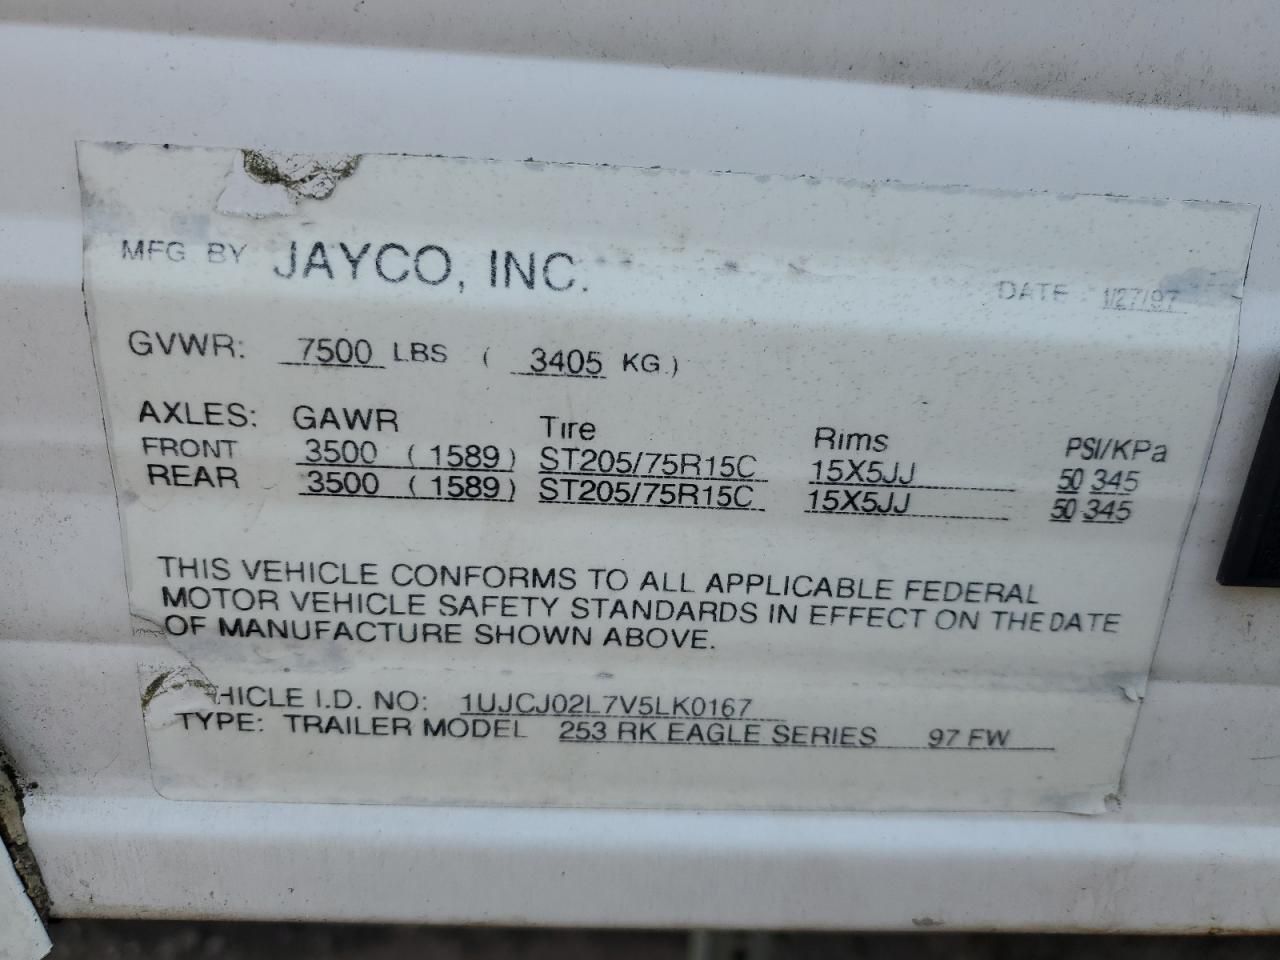 MFG BY JAYCO, INC. DATE 1/27/97
GVWR: 7500 LBS ( 3405 KG.)
AXLES: GAWR Tire Rims PSI/KPa
FRONT 3500 ( 1589 ) ST205/75R15C 15X5JJ 50 345
REAR 3500 ( 1589 ) ST205/75R15C 15X5JJ 50 345
THIS VEHICLE CONFORMS TO ALL APPLICABLE FEDERAL
MOTOR VEHICLE SAFETY STANDARDS IN EFFECT ON THE DATE
OF MANUFACTURE SHOWN ABOVE.
HICLE I.D. NO: 1UJCJ02L7V5LK0167
TYPE: TRAILER MODEL 253 RK EAGLE SERIES 97 FW